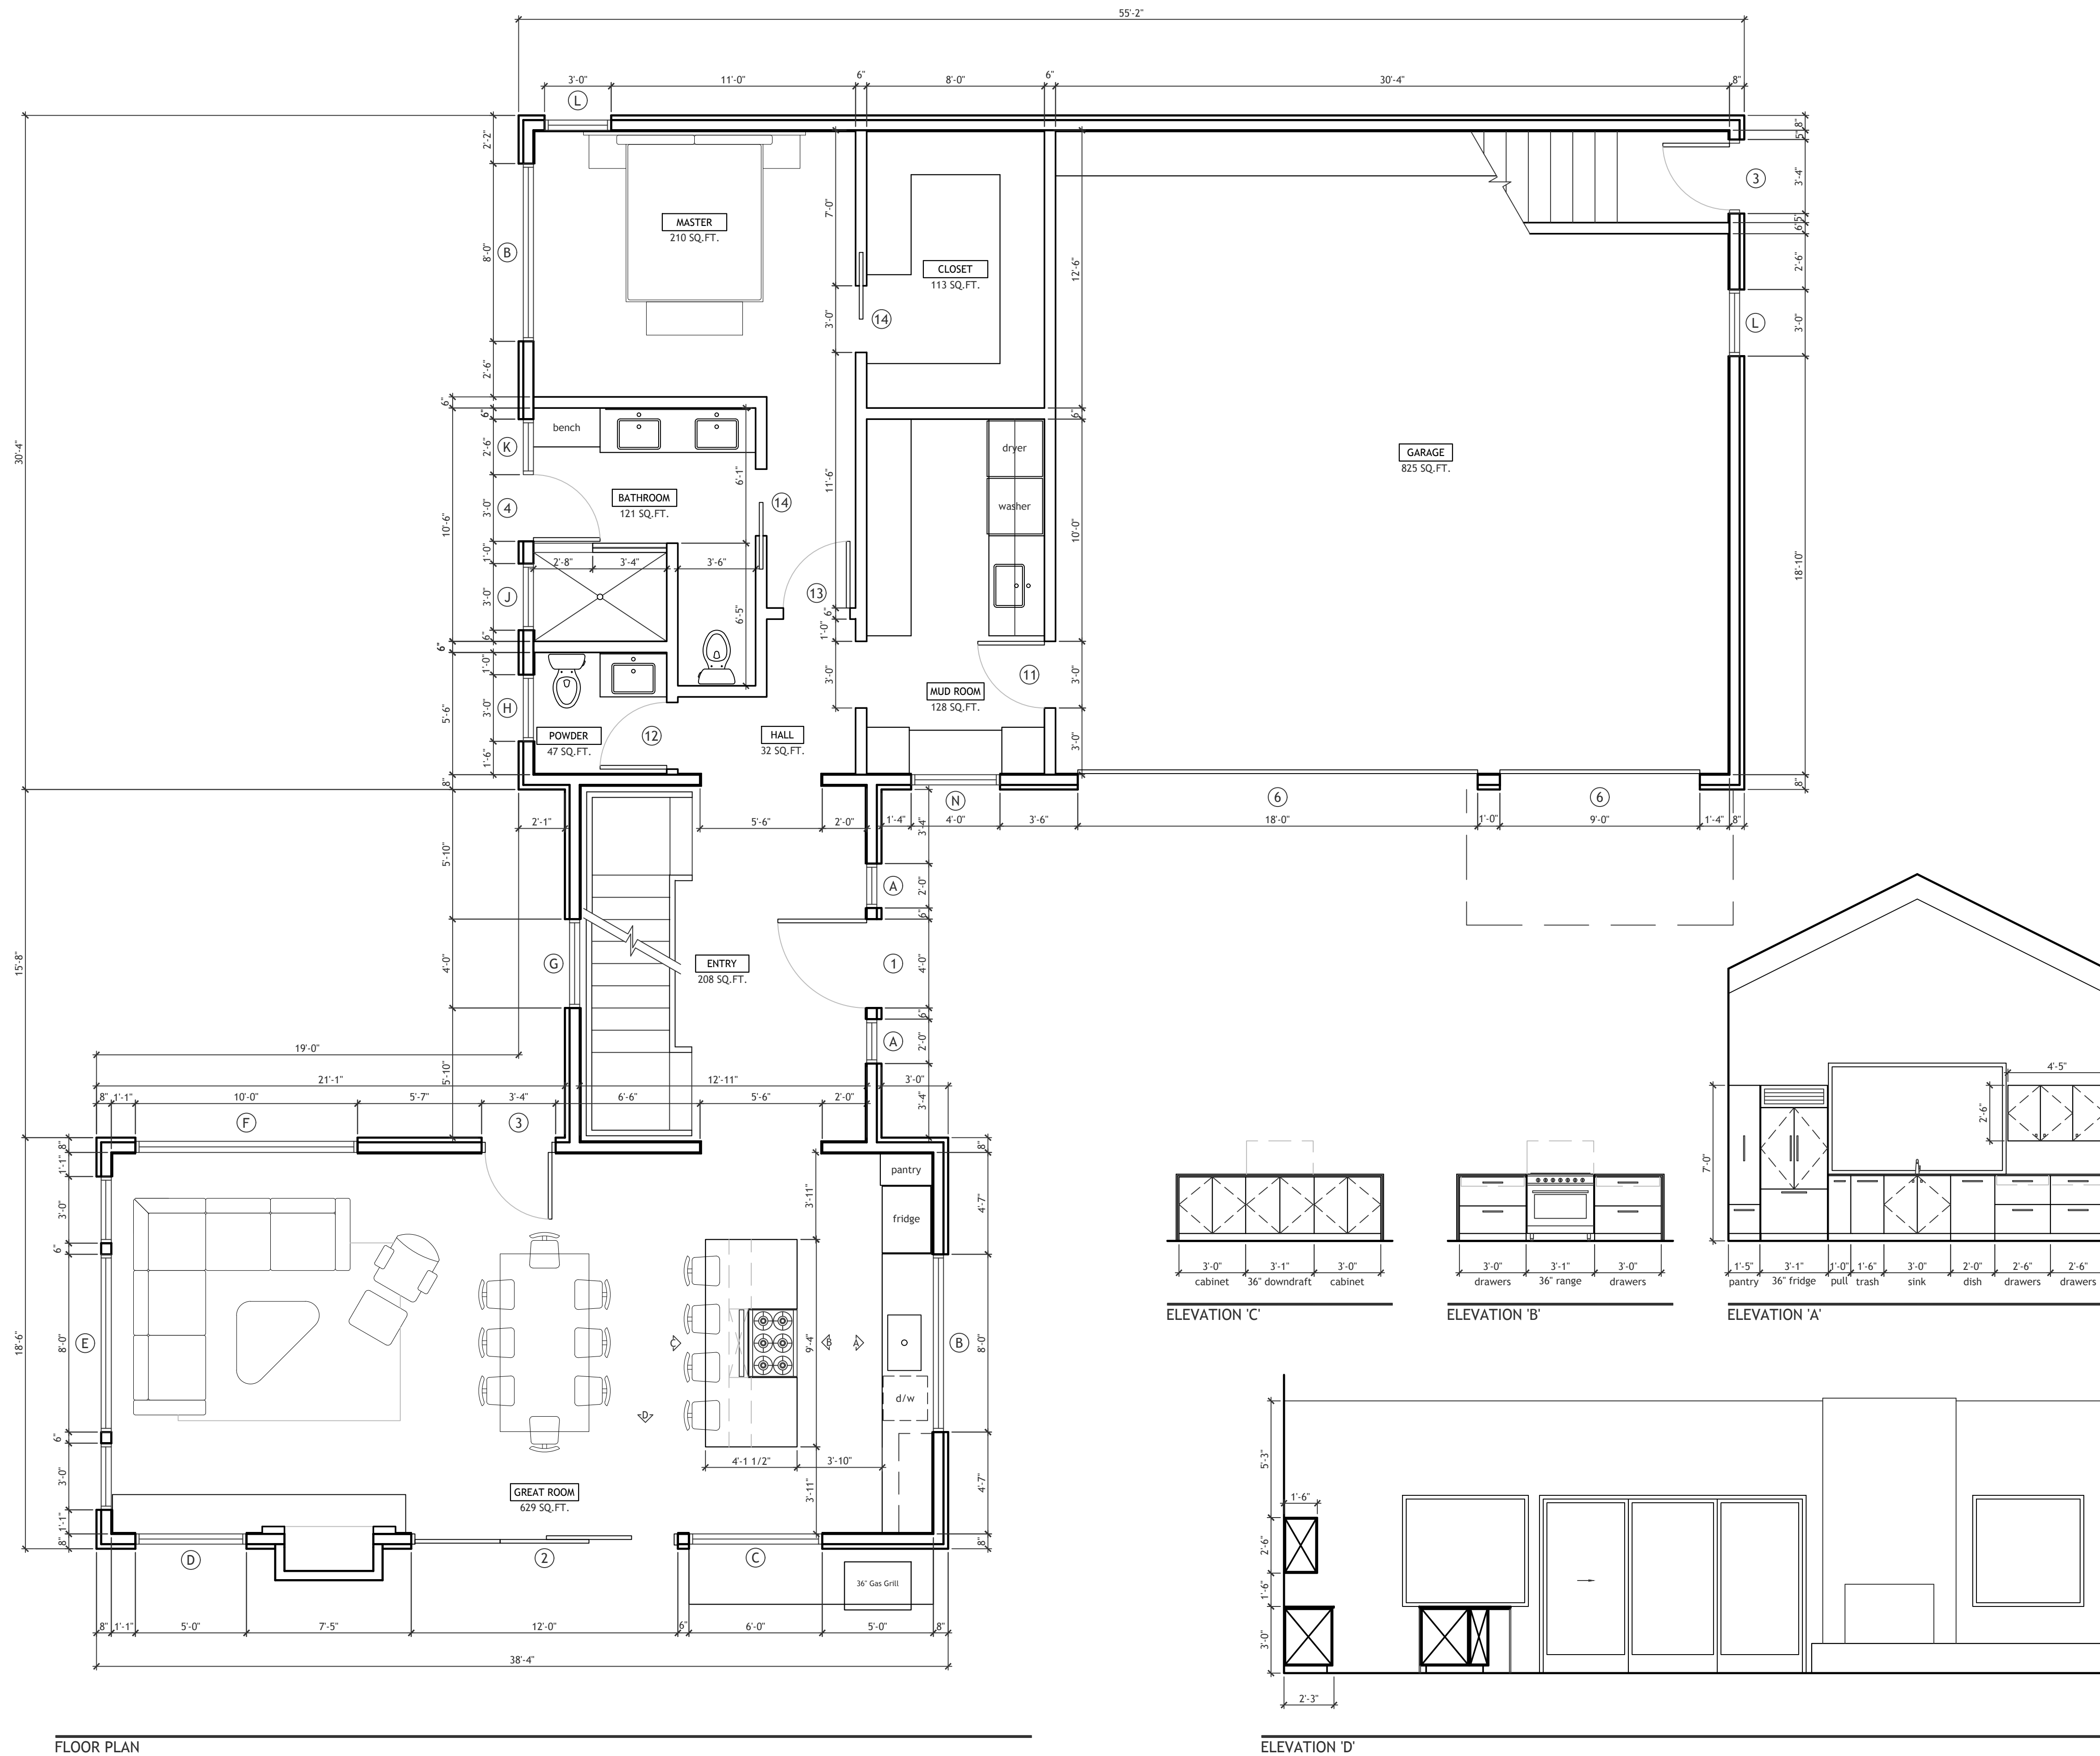 55'-2"
3'-0"
11'-0"
6"
8'-0"
6"
30'-4"
8"
L
2'-2"
8"
5"
3'-4"
3
MASTER
210 SQ.FT.
7'-0"
6"
5"
B
8'-0"
CLOSET
113 SQ.FT.
12'-6"
2'-6"
14
3'-0"
L
3'-0"
2'-6"
6"
6"
6"
bench
K
2'-6"
dryer
GARAGE
825 SQ.FT.
30'-4"
6'-1"
11'-6"
BATHROOM
121 SQ.FT.
14
washer
4
3'-0"
10'-6"
10'-0"
1'-0"
2'-8"
3'-4"
3'-6"
18'-10"
J
3'-0"
13
6"
6'-5"
1'-0"
6"
6"
1'-0"
11
3'-0"
3'-0"
MUD ROOM
128 SQ.FT.
H
3'-0"
5'-6"
POWDER
47 SQ.FT.
12
HALL
32 SQ.FT.
3'-0"
1'-6"
8"
8"
N
6
6
2'-1"
5'-6"
2'-0"
1'-4"
4'-0"
3'-6"
18'-0"
1'-0"
9'-0"
1'-4"
8"
3'-4"
5'-10"
A
2'-0"
6"
15'-8"
G
4'-0"
ENTRY
208 SQ.FT.
1
4'-0"
6"
A
2'-0"
19'-0"
5'-10"
21'-1"
12'-11"
3'-0"
8"
1'-1"
10'-0"
5'-7"
3'-4"
6'-6"
5'-6"
2'-0"
3'-4"
F
3
8"
1'-1"
8"
pantry
3'-11"
4'-7"
3'-0"
fridge
6"
18'-6"
E
8'-0"
C
9'-4"
B
A
B
8'-0"
d/w
D
6"
3'-0"
4'-1 1/2"
3'-10"
GREAT ROOM
629 SQ.FT.
3'-11"
4'-7"
1'-1"
8"
8"
D
2
C
36" Gas Grill
8"
1'-1"
5'-0"
7'-5"
12'-0"
6"
6'-0"
5'-0"
8"
38'-4"
FLOOR PLAN
3'-0"
3'-1"
3'-0"
cabinet
36" downdraft
cabinet
ELEVATION 'C'
3'-0"
3'-1"
3'-0"
drawers
36" range
drawers
ELEVATION 'B'
4'-5"
2'-6"
7'-0"
1'-5"
3'-1"
1'-0"
1'-6"
3'-0"
2'-0"
2'-6"
2'-6"
pantry
36" fridge
pull
trash
sink
dish
drawers
drawers
ELEVATION 'A'
5'-3"
1'-6"
2'-6"
1'-6"
3'-0"
2'-3"
ELEVATION 'D'